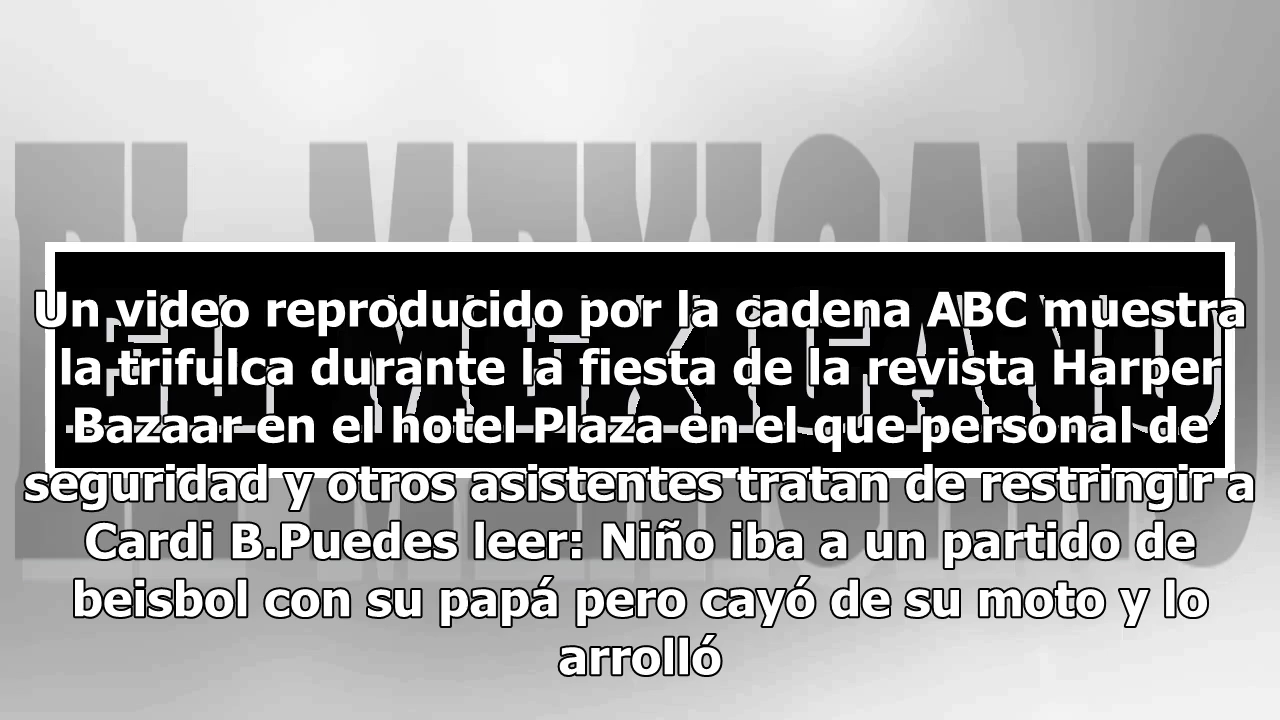 EL MEXICANO
Un video reproducido por la cadena ABC muestra
la trifulca durante la fiesta de la revista Harper
Bazaar en el hotel Plaza en el que personal de
seguridad y otros asistentes tratan de restringir a
Cardi B.Puedes leer: Niño iba a un partido de
beisbol con su papá pero cayó de su moto y lo
arrolló